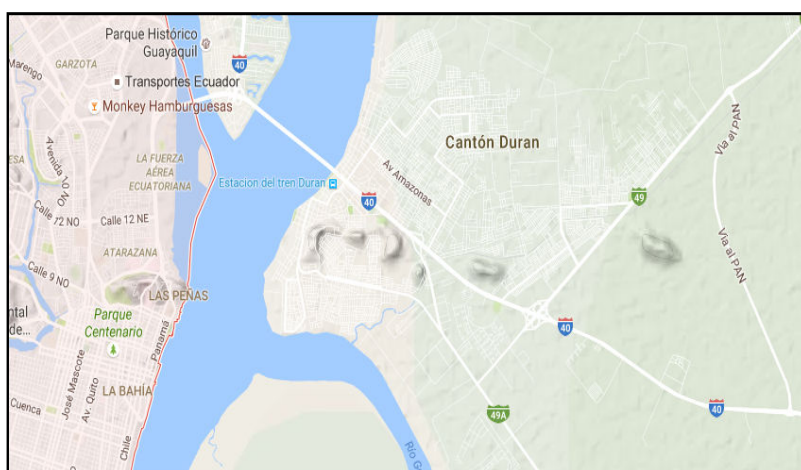 Parque Histórico
Guayaquil
40
Marengo
GARZOTA
Transportes Ecuador
Monkey Hamburguesas
Vía al PAN
Cantón Duran
Avenida 10
NO
LA FUERZA
AÉREA
ECUATORIANA
Estacion del tren Duran
Av Amazonas
40
49
Calle 12 NO
Calle 12 NE
Vía al PAN
ATARAZANA
Calle 9 NO
LAS PEÑAS
ntal
de...
Parque
Centenario
Panamá
40
José Mascote
Av. Quito
LA BAHÍA
Cuenca
Chile
49A
40
Río G